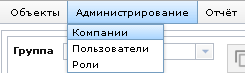 Объекты Администрирование Отчёт
Компании
Группа Пользователи
Роли